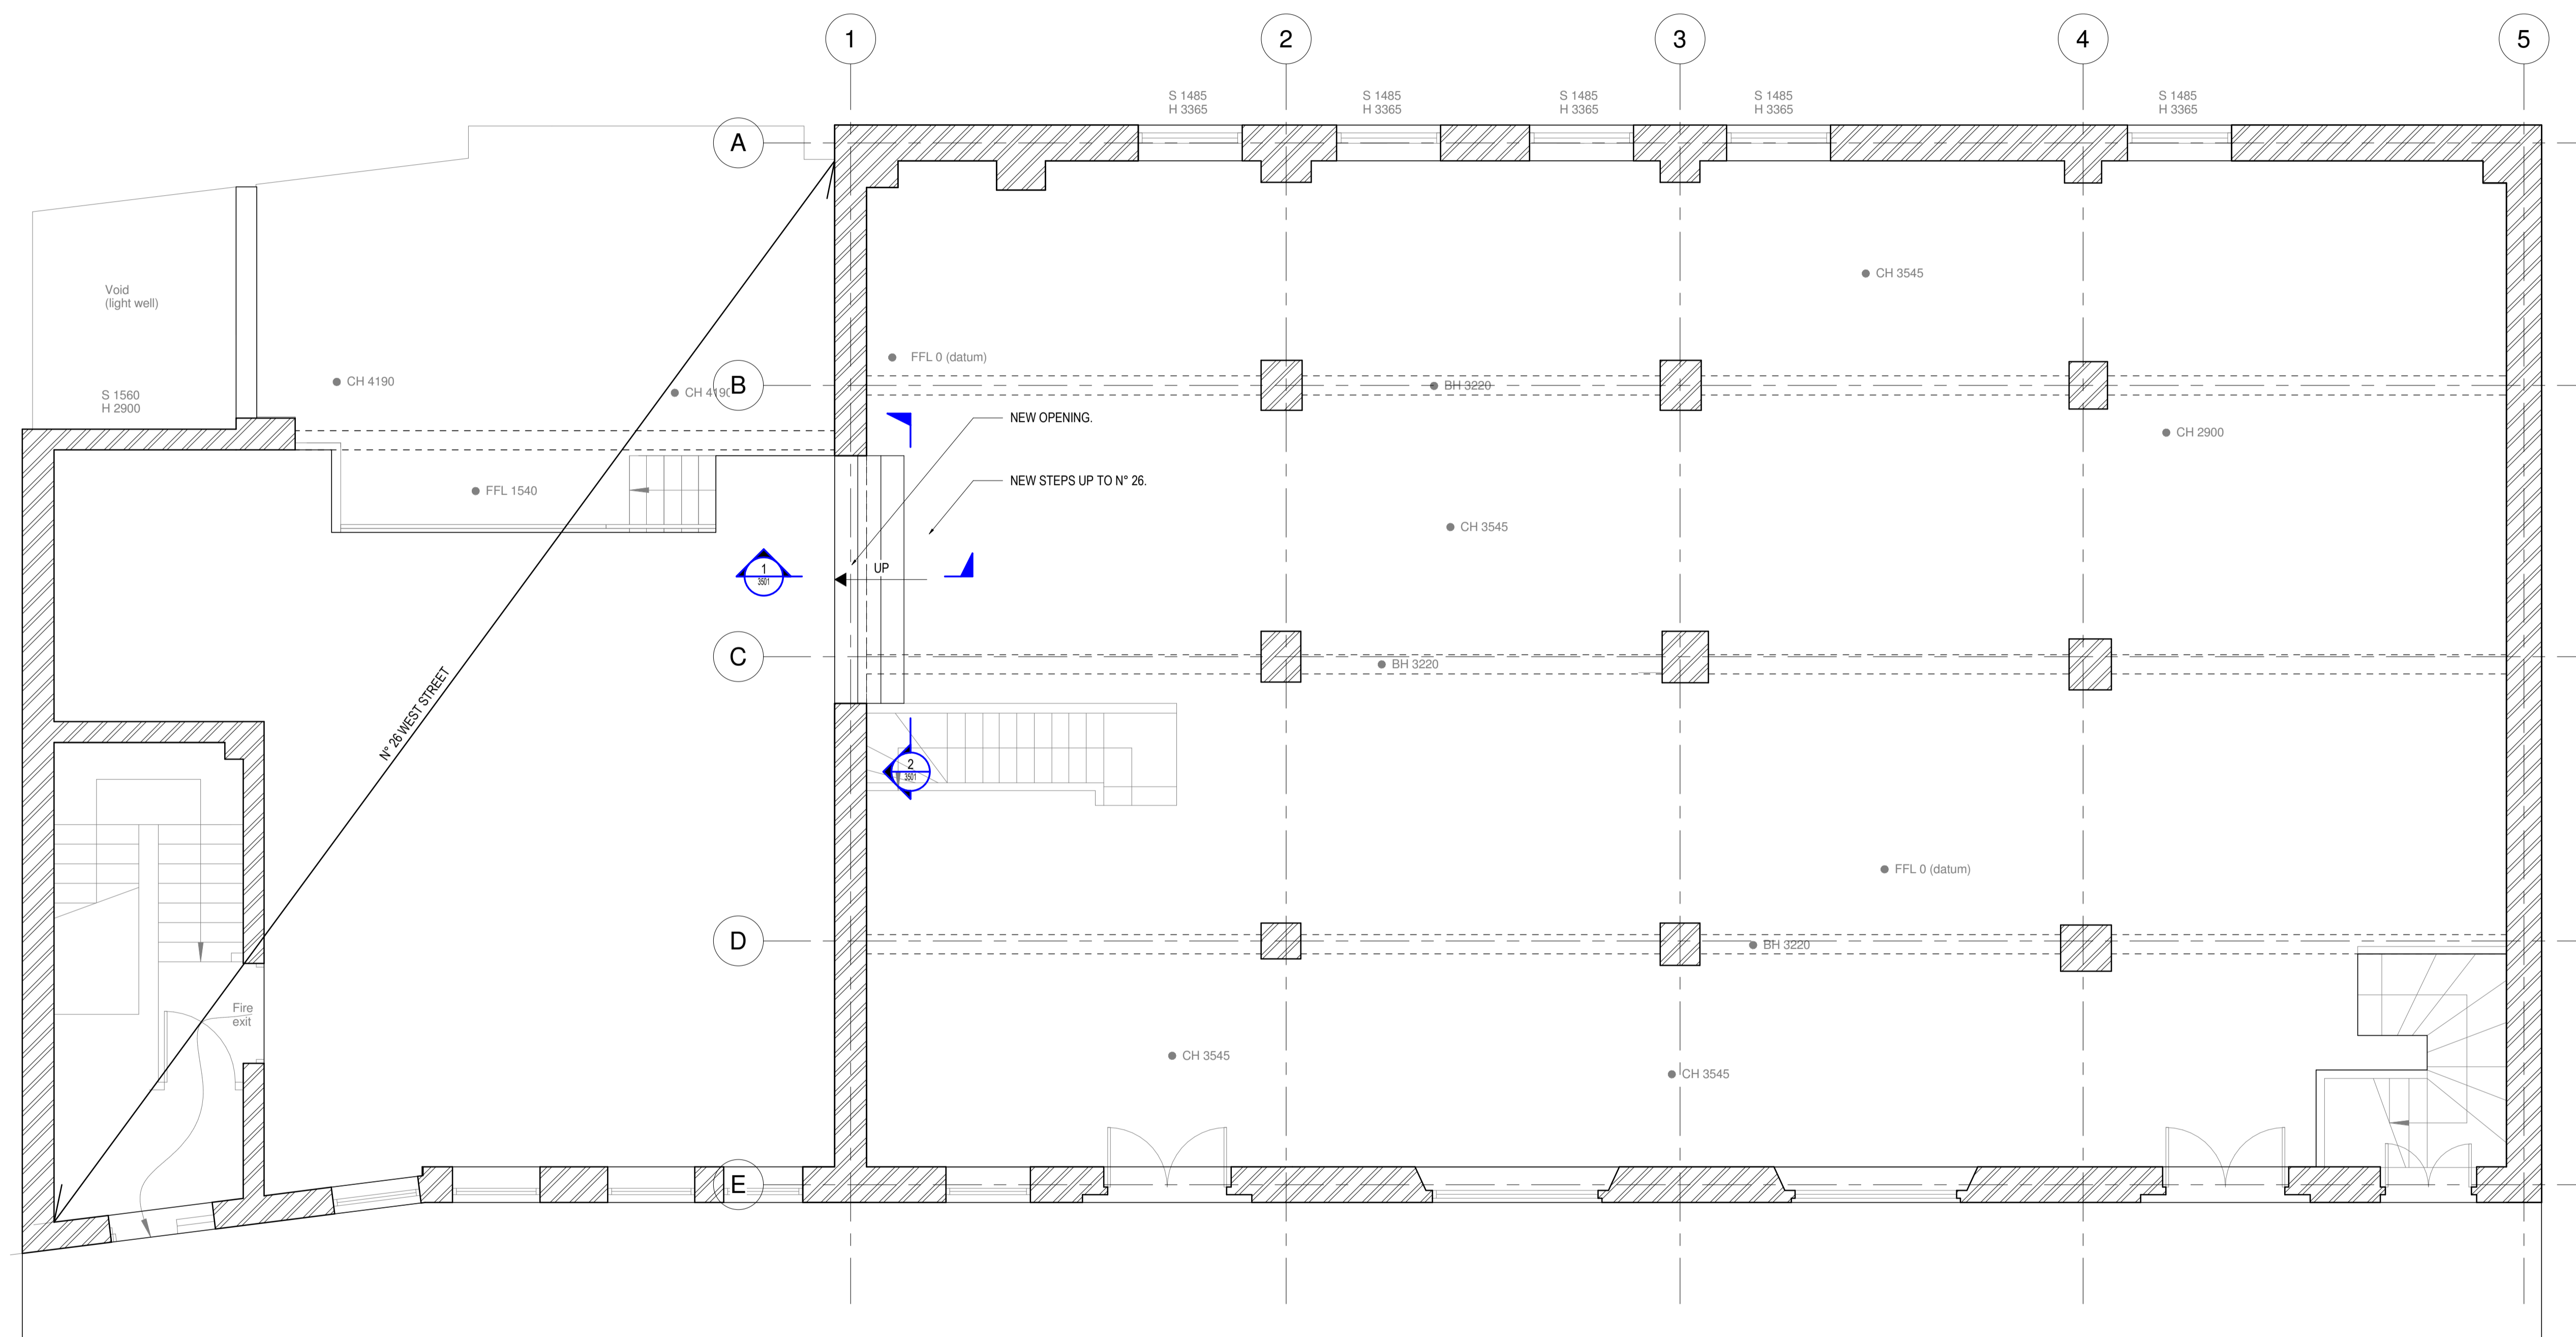 1
2
3
4
5
S 1485
H 3365
S 1485
H 3365
S 1485
H 3365
S 1485
H 3365
S 1485
H 3365
A
CH 3545
Void
(light well)
FFL 0 (datum)
CH 4190
CH 4190
B
BH 3220
S 1560
H 2900
NEW OPENING.
CH 2900
NEW STEPS UP TO N° 26.
FFL 1540
CH 3545
1
3501
UP
C
BH 3220
N° 26 WEST STREET
2
3501
FFL 0 (datum)
D
BH 3220
Fire
exit
CH 3545
CH 3545
E